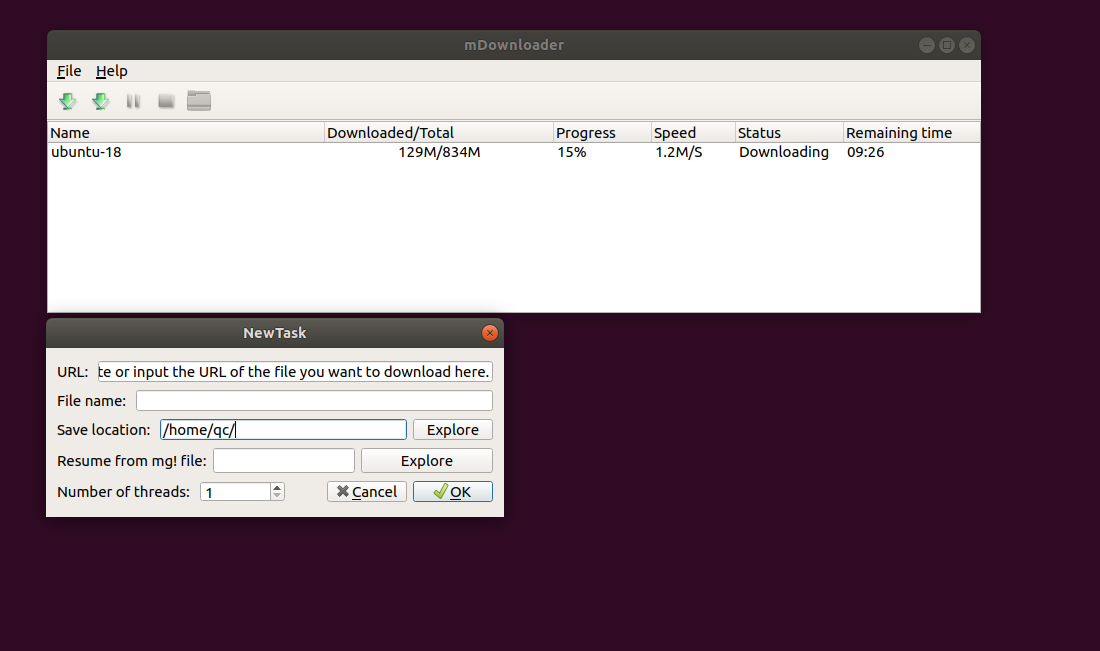 mDownloader
File Help
Name Downloaded/Total Progress Speed Status Remaining time
ubuntu-18 129M/834M 15% 1.2M/S Downloading 09:26
NewTask
URL: te or input the URL of the file you want to download here.
File name:
Save location: /home/qc/ Explore
Resume from mg! file: Explore
Number of threads: 1 Cancel OK